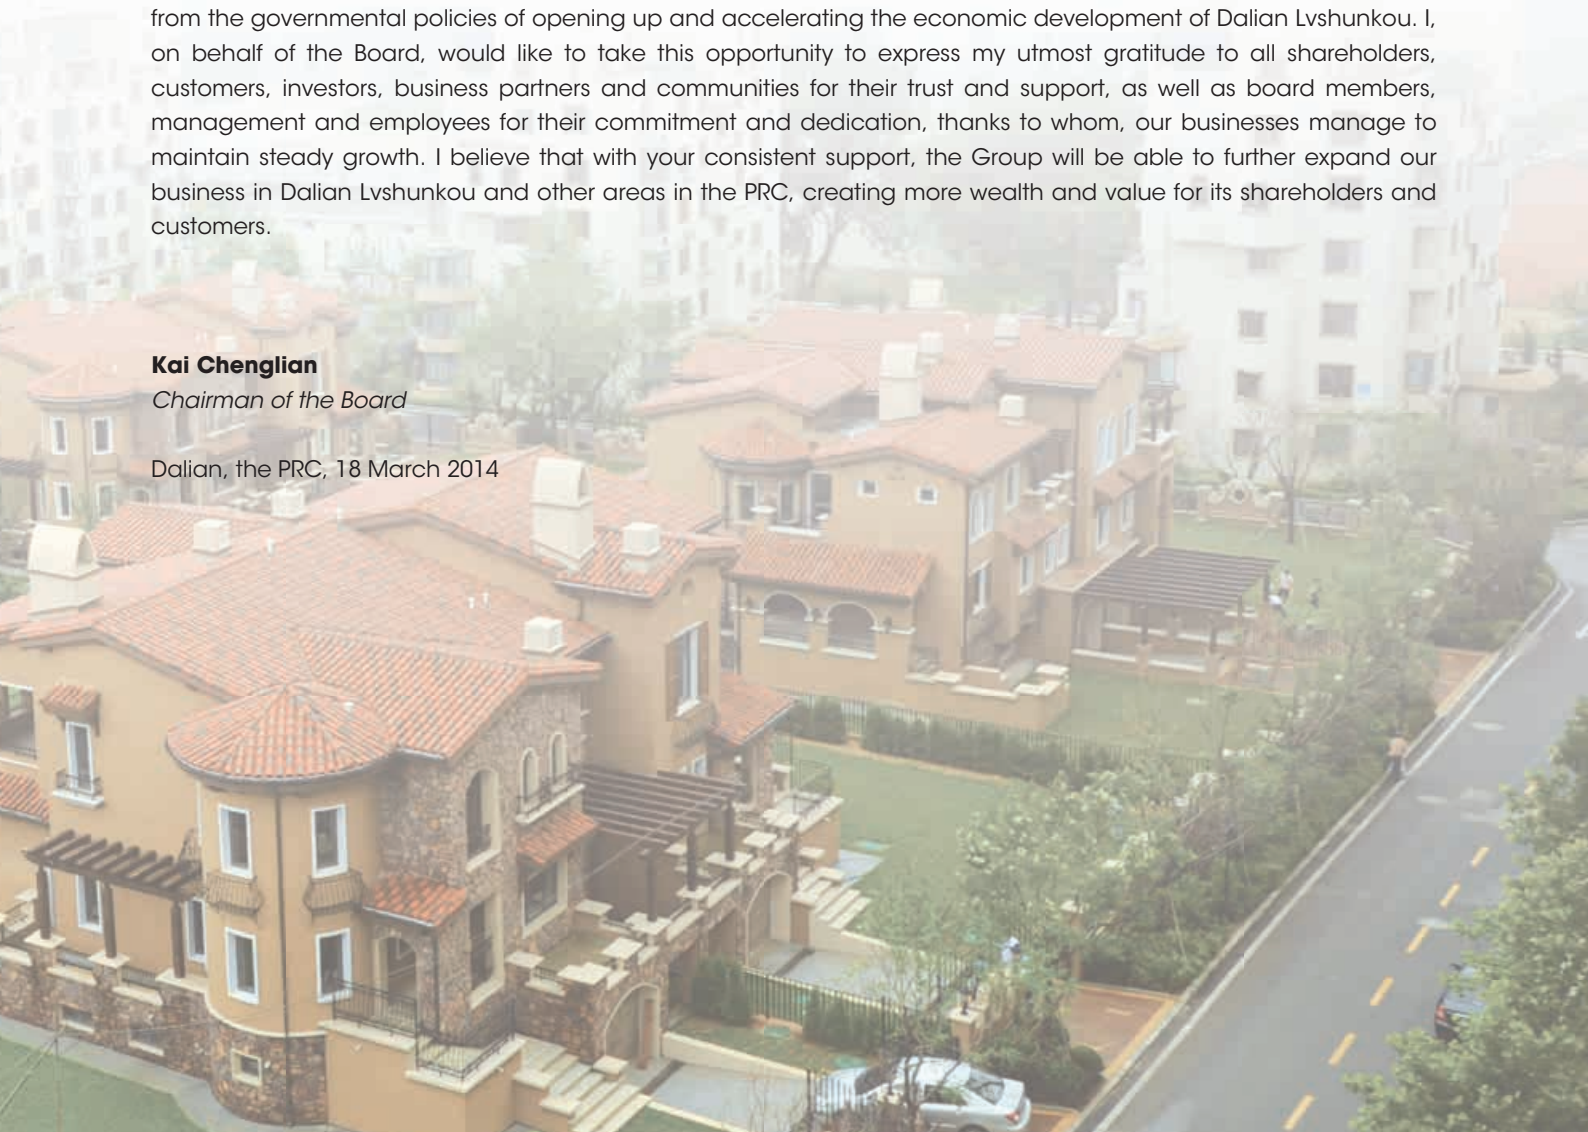 from the governmental policies of opening up and accelerating the economic development of Dalian Lvshunkou. I,
on behalf of the Board, would like to take this opportunity to express my utmost gratitude to all shareholders,
customers, investors, business partners and communities for their trust and support, as well as board members,
management and employees for their commitment and dedication, thanks to whom, our businesses manage to
maintain steady growth. I believe that with your consistent support, the Group will be able to further expand our
business in Dalian Lvshunkou and other areas in the PRC, creating more wealth and value for its shareholders and
customers.
Kai Chenglian
Chairman of the Board
Dalian, the PRC, 18 March 2014